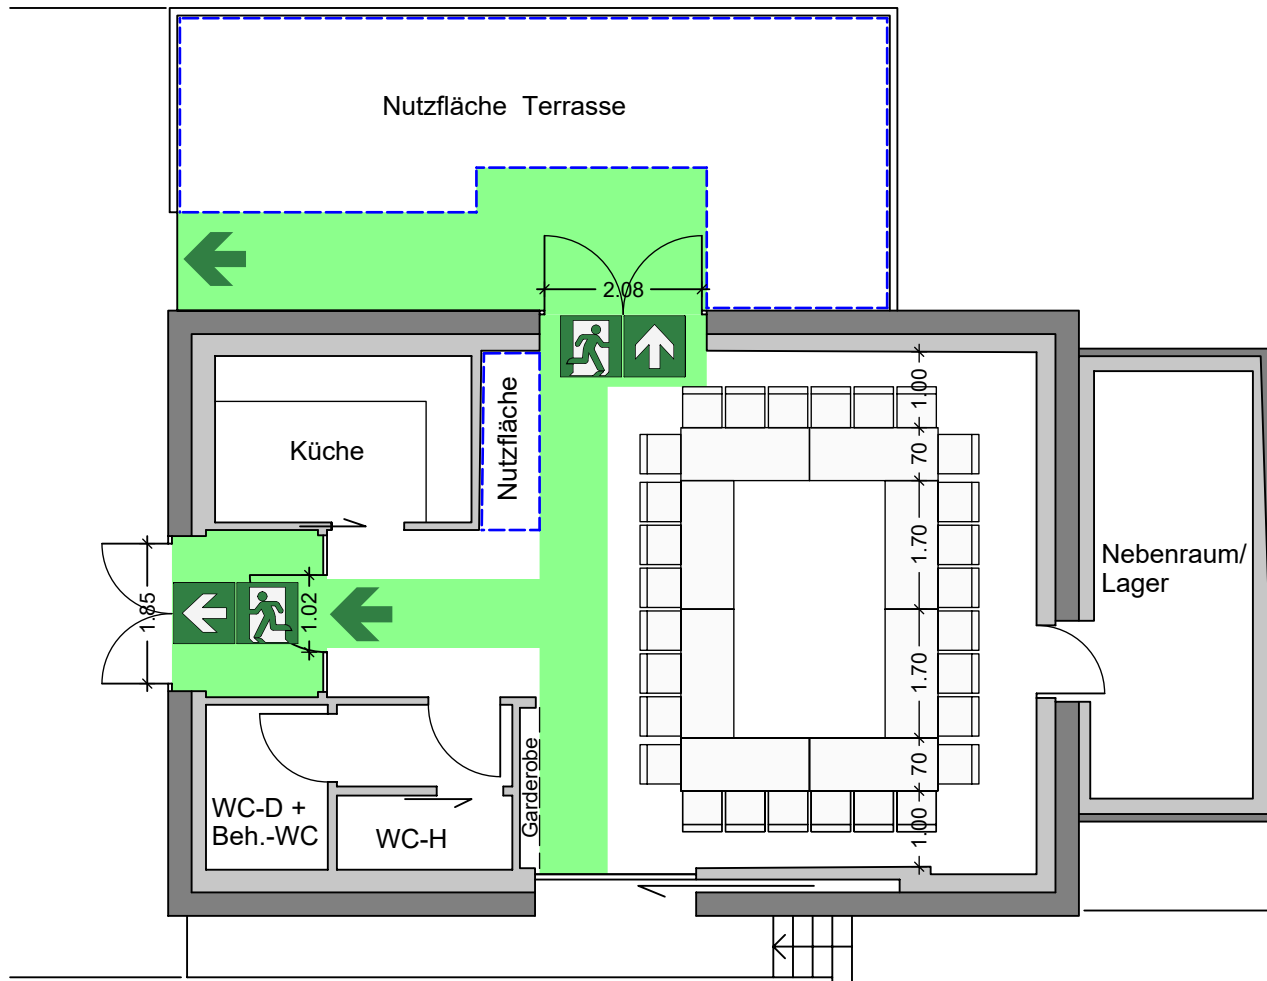 Nutzfläche Terrasse
2.08
Küche
Nutzfläche
1.00
70
1.70
1.70
70
1.00
1.85
1.02
Nebenraum/
Lager
Garderobe
WC-D +
Beh.-WC
WC-H